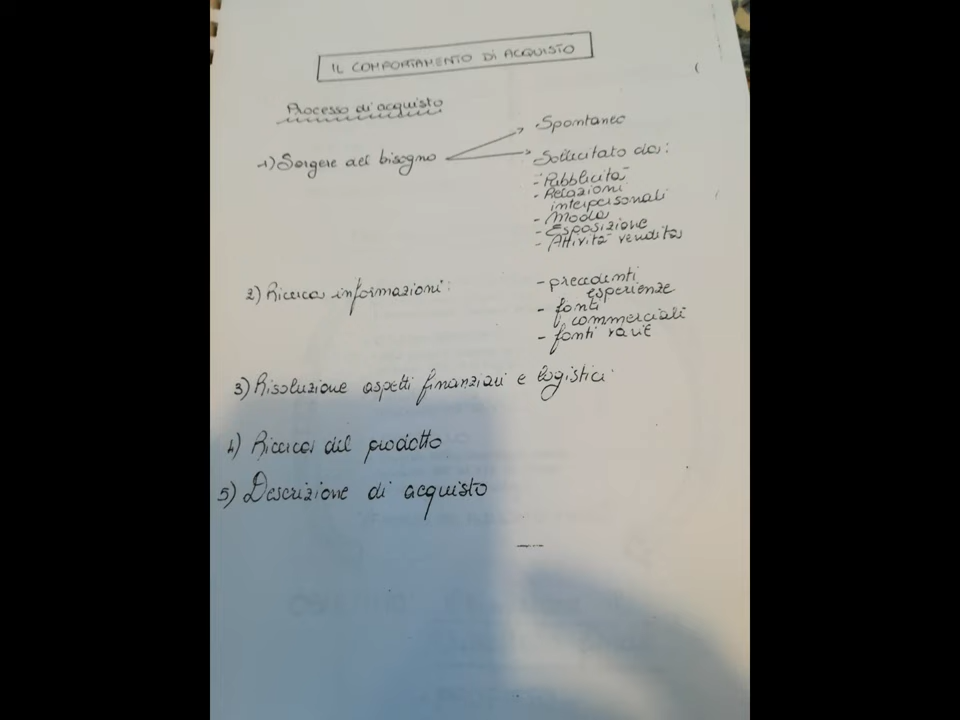 IL COMPORTAMENTO Di ACQUISTO
Processo di acquisto
1) Sorgere del bisogno
- Spontaneo
Sollecitato da:
- Pubblicità
- Relazioni
interpersonali
- Moda
- Esposizione
- Attività vendita
2) Ricerca informazioni:
- precedenti
esperienze
- fonti
commerciali
- fonti varie
3) Risoluzione aspetti finanziari e logistici
4) Ricerca del prodotto
5) Descrizione di acquisto